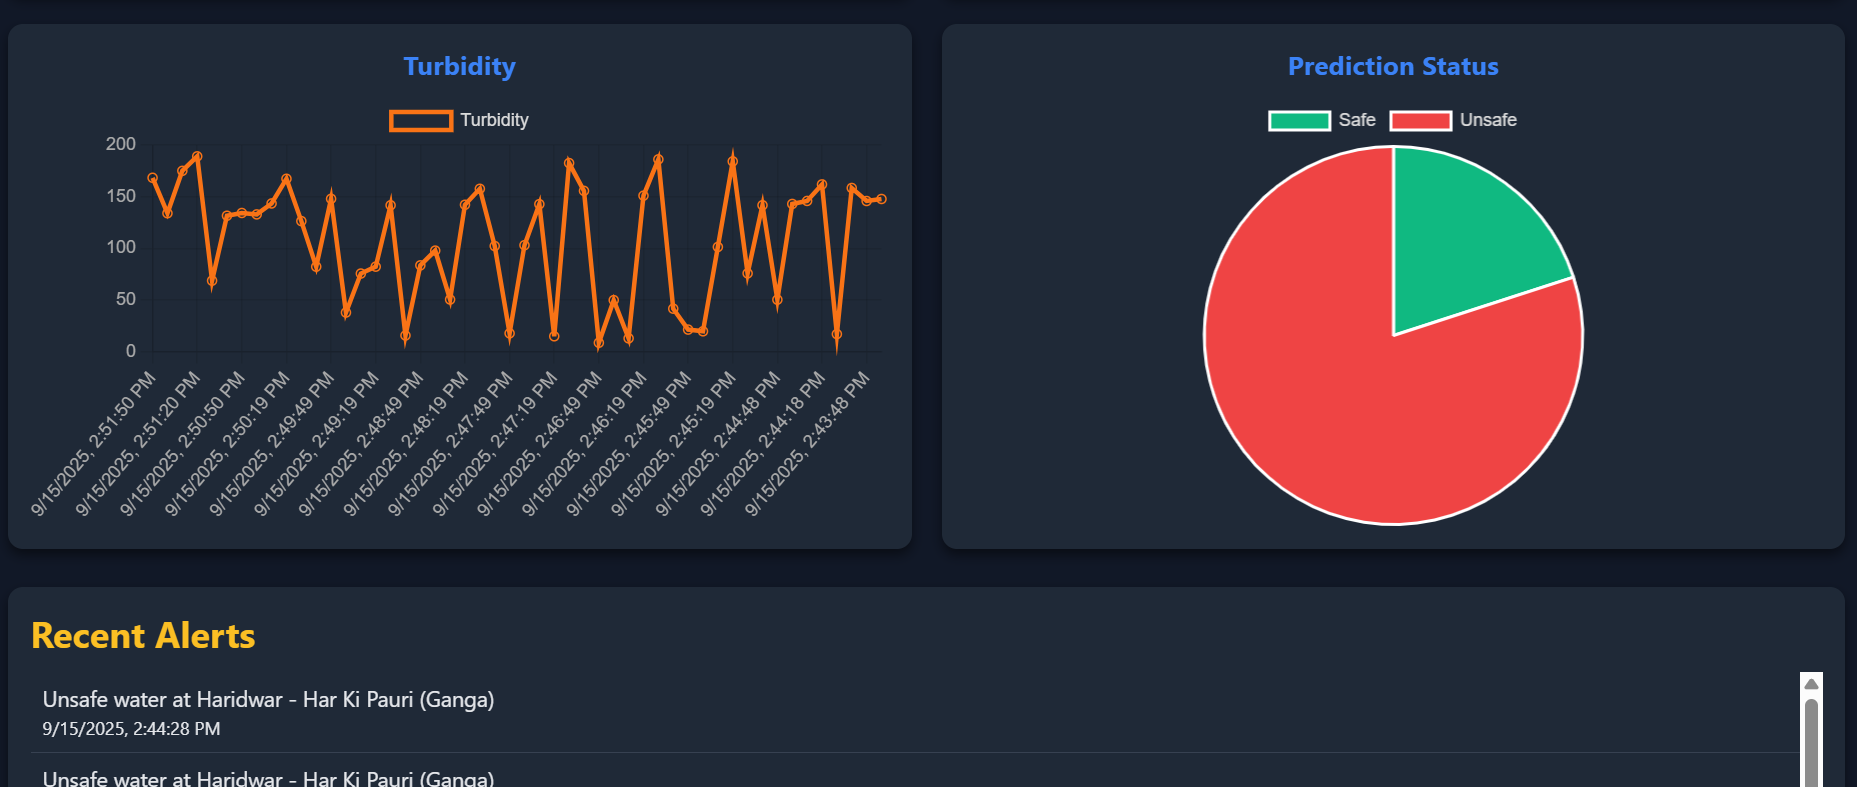 Turbidity
Turbidity
200
150
100
50
0
9/15/2025, 2:51:50 PM
9/15/2025, 2:51:20 PM
9/15/2025, 2:50:50 PM
9/15/2025, 2:50:19 PM
9/15/2025, 2:49:49 PM
9/15/2025, 2:49:19 PM
9/15/2025, 2:48:49 PM
9/15/2025, 2:48:19 PM
9/15/2025, 2:47:49 PM
9/15/2025, 2:47:19 PM
9/15/2025, 2:46:49 PM
9/15/2025, 2:46:19 PM
9/15/2025, 2:45:49 PM
9/15/2025, 2:45:19 PM
9/15/2025, 2:44:48 PM
9/15/2025, 2:44:18 PM
9/15/2025, 2:43:48 PM
Prediction Status
Safe Unsafe
Recent Alerts
Unsafe water at Haridwar - Har Ki Pauri (Ganga)
9/15/2025, 2:44:28 PM
Unsafe water at Haridwar - Har Ki Pauri (Ganga)